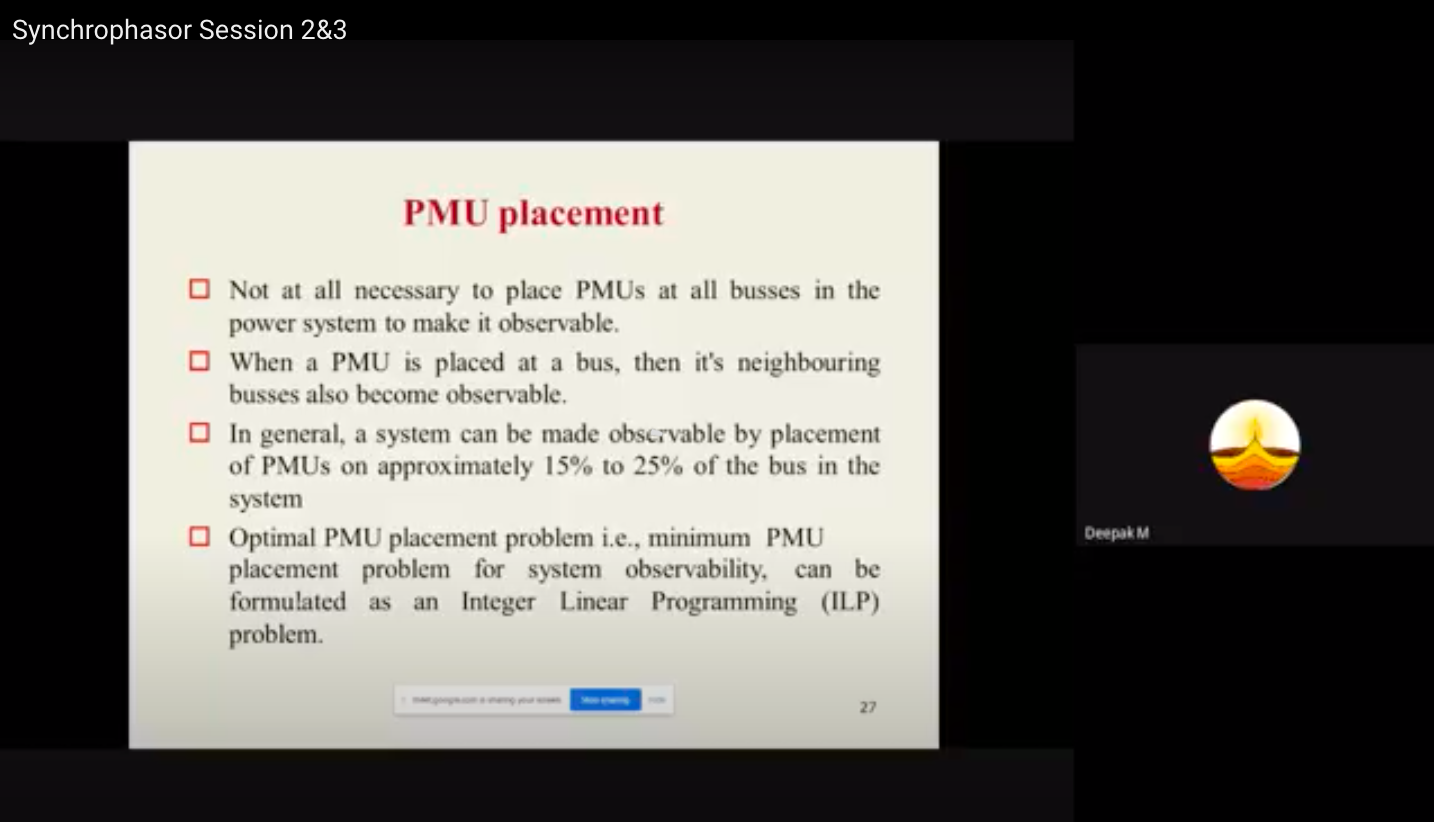 Synchrophasor Session 2&3
PMU placement
Not at all necessary to place PMUs at all busses in the
power system to make it observable.
When a PMU is placed at a bus, then it's neighbouring
busses also become observable.
In general, a system can be made observable by placement
of PMUs on approximately 15% to 25% of the bus in the
system
Optimal PMU placement problem i.e., minimum PMU
placement problem for system observability, can be
formulated as an Integer Linear Programming (ILP)
problem.
meet.google.com is sharing your screen.
Stop sharing
Hide
27
Deepak M